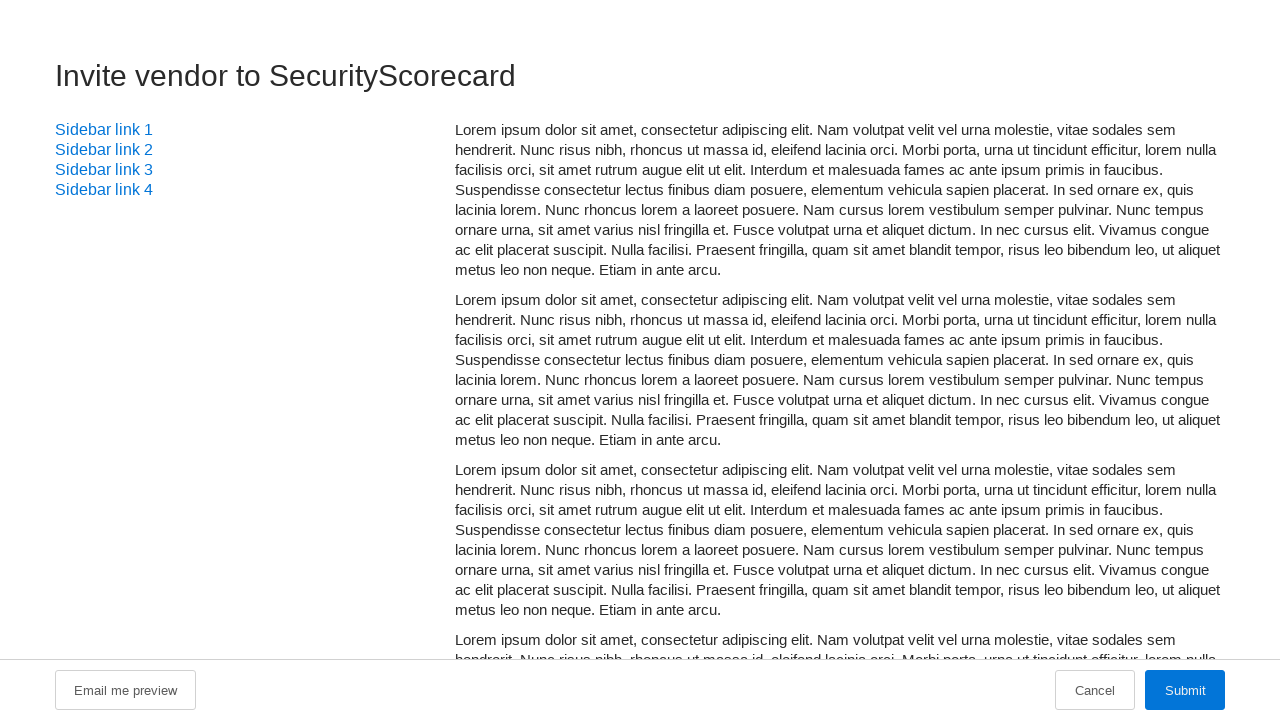 Invite vendor to SecurityScorecard
Sidebar link 1
Sidebar link 2
Sidebar link 3
Sidebar link 4
Lorem ipsum dolor sit amet, consectetur adipiscing elit. Nam volutpat velit vel urna molestie, vitae sodales sem
hendrerit. Nunc risus nibh, rhoncus ut massa id, eleifend lacinia orci. Morbi porta, urna ut tincidunt efficitur, lorem nulla
facilisis orci, sit amet rutrum augue elit ut elit. Interdum et malesuada fames ac ante ipsum primis in faucibus.
Suspendisse consectetur lectus finibus diam posuere, elementum vehicula sapien placerat. In sed ornare ex, quis
lacinia lorem. Nunc rhoncus lorem a laoreet posuere. Nam cursus lorem vestibulum semper pulvinar. Nunc tempus
ornare urna, sit amet varius nisl fringilla et. Fusce volutpat urna et aliquet dictum. In nec cursus elit. Vivamus congue
ac elit placerat suscipit. Nulla facilisi. Praesent fringilla, quam sit amet blandit tempor, risus leo bibendum leo, ut aliquet
metus leo non neque. Etiam in ante arcu.
Lorem ipsum dolor sit amet, consectetur adipiscing elit. Nam volutpat velit vel urna molestie, vitae sodales sem
hendrerit. Nunc risus nibh, rhoncus ut massa id, eleifend lacinia orci. Morbi porta, urna ut tincidunt efficitur, lorem nulla
facilisis orci, sit amet rutrum augue elit ut elit. Interdum et malesuada fames ac ante ipsum primis in faucibus.
Suspendisse consectetur lectus finibus diam posuere, elementum vehicula sapien placerat. In sed ornare ex, quis
lacinia lorem. Nunc rhoncus lorem a laoreet posuere. Nam cursus lorem vestibulum semper pulvinar. Nunc tempus
ornare urna, sit amet varius nisl fringilla et. Fusce volutpat urna et aliquet dictum. In nec cursus elit. Vivamus congue
ac elit placerat suscipit. Nulla facilisi. Praesent fringilla, quam sit amet blandit tempor, risus leo bibendum leo, ut aliquet
metus leo non neque. Etiam in ante arcu.
Lorem ipsum dolor sit amet, consectetur adipiscing elit. Nam volutpat velit vel urna molestie, vitae sodales sem
hendrerit. Nunc risus nibh, rhoncus ut massa id, eleifend lacinia orci. Morbi porta, urna ut tincidunt efficitur, lorem nulla
facilisis orci, sit amet rutrum augue elit ut elit. Interdum et malesuada fames ac ante ipsum primis in faucibus.
Suspendisse consectetur lectus finibus diam posuere, elementum vehicula sapien placerat. In sed ornare ex, quis
lacinia lorem. Nunc rhoncus lorem a laoreet posuere. Nam cursus lorem vestibulum semper pulvinar. Nunc tempus
ornare urna, sit amet varius nisl fringilla et. Fusce volutpat urna et aliquet dictum. In nec cursus elit. Vivamus congue
ac elit placerat suscipit. Nulla facilisi. Praesent fringilla, quam sit amet blandit tempor, risus leo bibendum leo, ut aliquet
metus leo non neque. Etiam in ante arcu.
Lorem ipsum dolor sit amet, consectetur adipiscing elit. Nam volutpat velit vel urna molestie, vitae sodales sem
Email me preview
Cancel
Submit